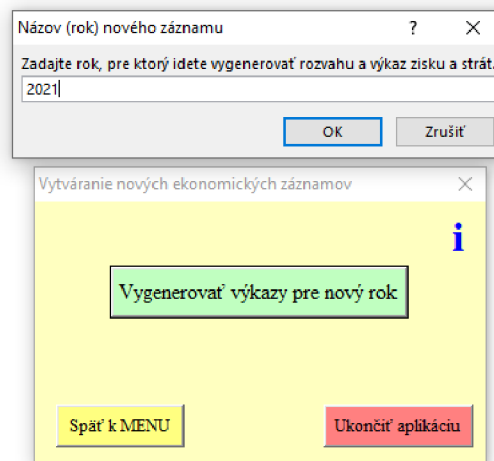 Názov (rok) nového záznamu
Zadajte rok, pre ktorý idete vygenerovať rozvahu a výkaz zisku a strát.
2021
OK Zrušiť
Vytváranie nových ekonomických záznamov
i
Vygenerovať výkazy pre nový rok
Späť k MENU Ukončiť aplikáciu